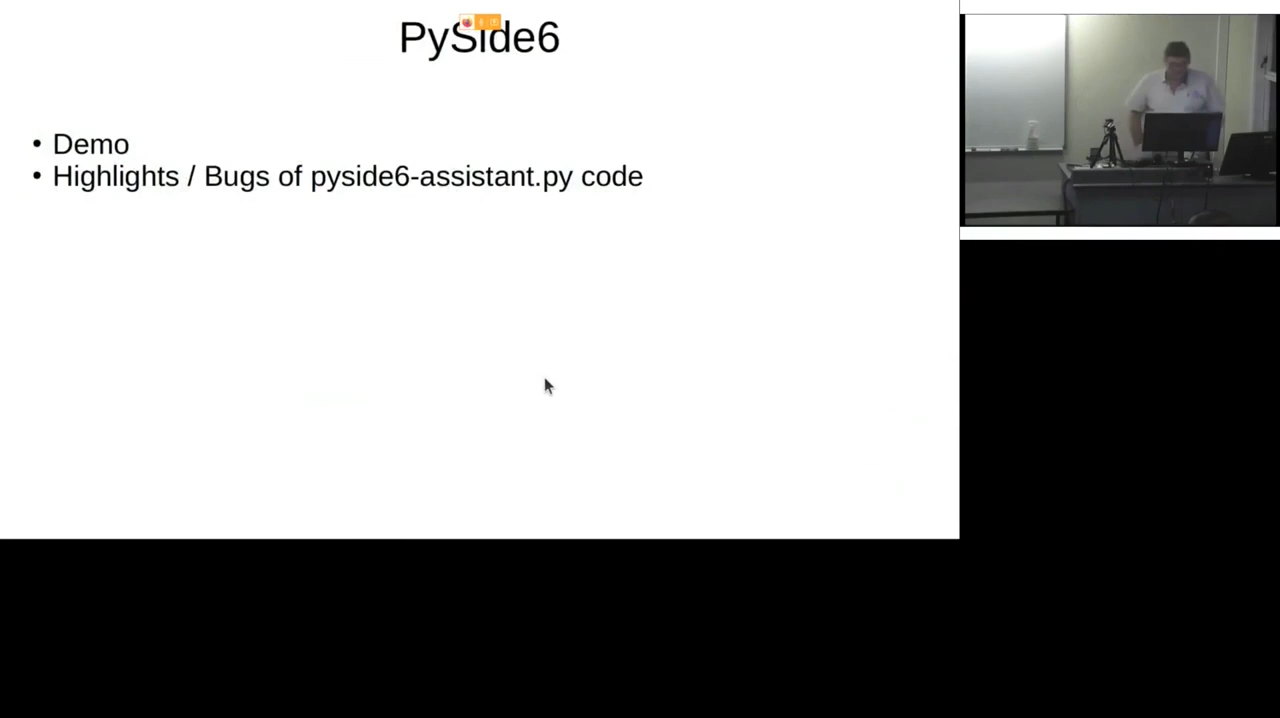 PySide6
• Demo
• Highlights / Bugs of pyside6-assistant.py code